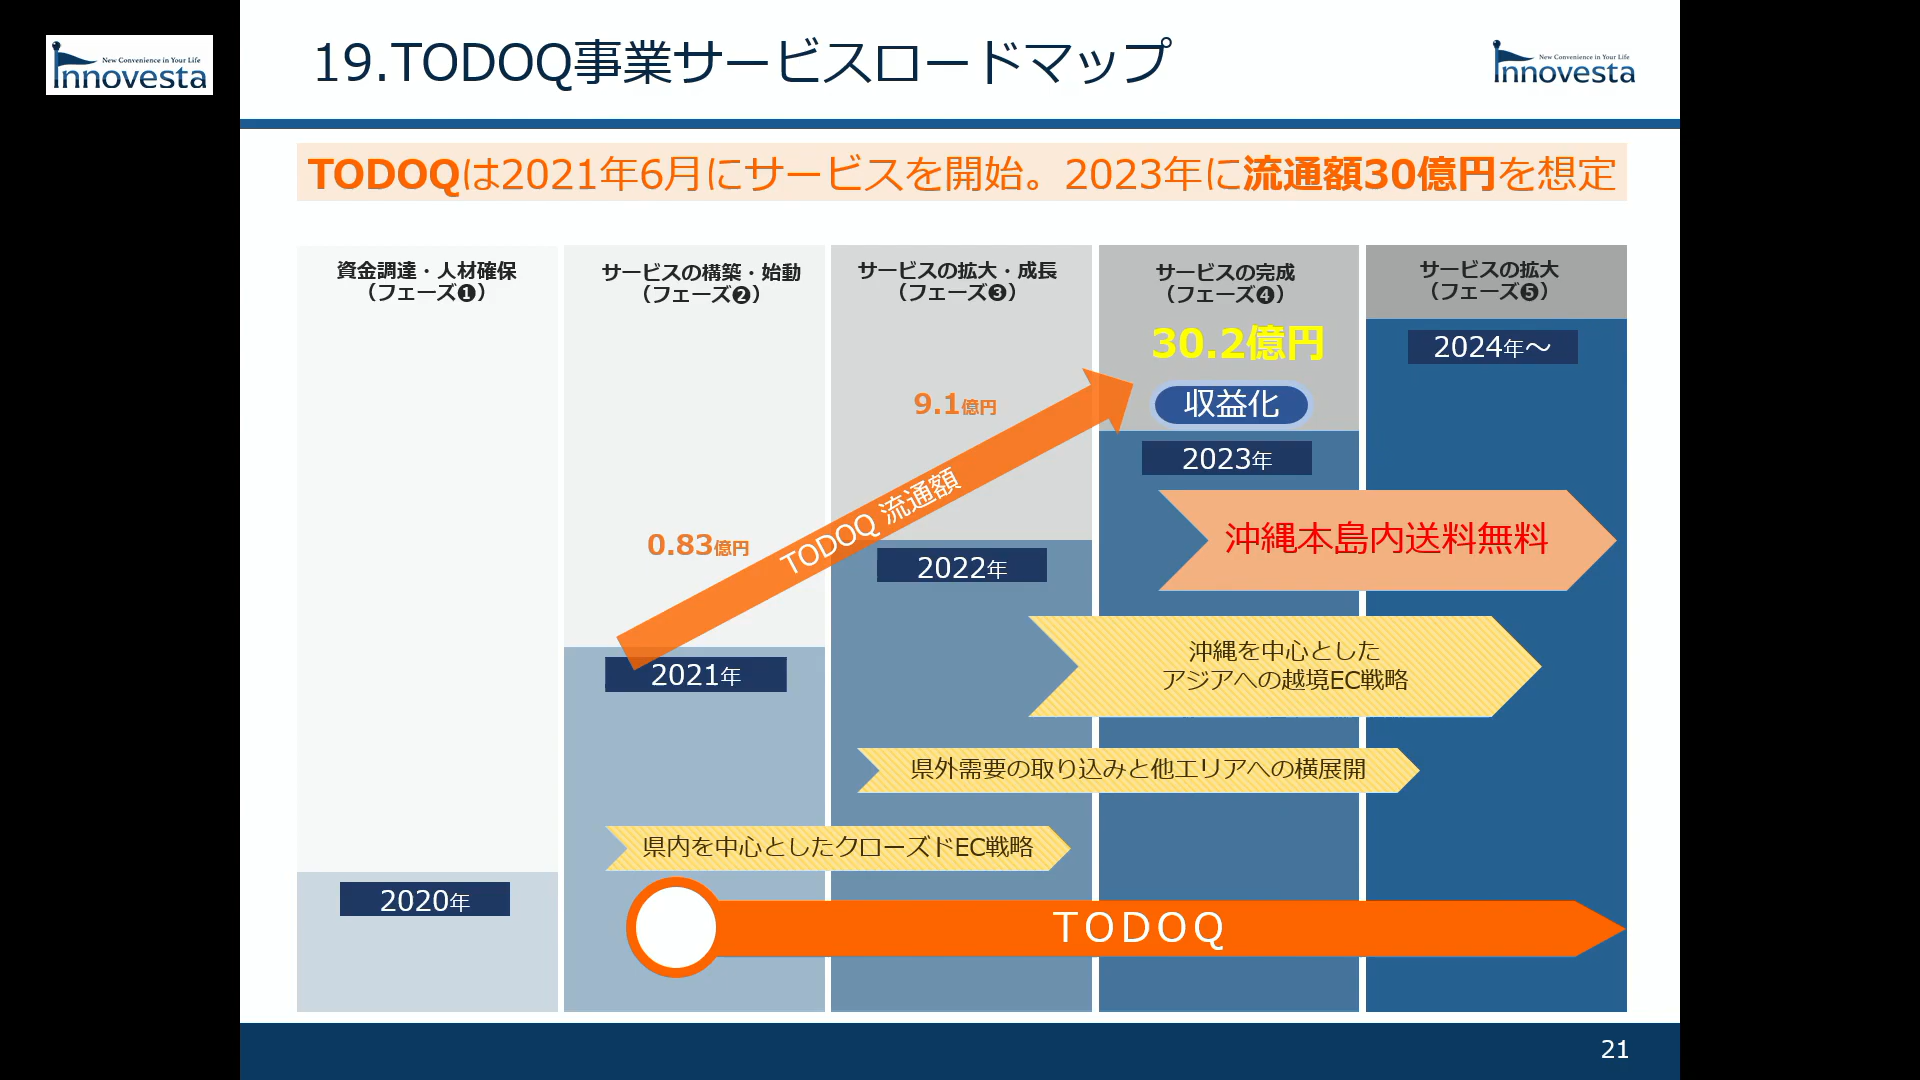 New Convenience in Your Life
Innovesta
19.TODOQ事業サービスロードマップ
New Convenience in Your Life
Innovesta
TODOQは2021年6月にサービスを開始。2023年に流通額30億円を想定
資金調達・人材確保
（フェーズ❶）
サービスの構築・始動
（フェーズ❷）
サービスの拡大・成長
（フェーズ❸）
サービスの完成
（フェーズ❹）
サービスの拡大
（フェーズ❺）
30.2億円
2024年～
9.1億円
収益化
2023年
TODOQ 流通額
0.83億円
沖縄本島内送料無料
2022年
沖縄を中心とした
アジアへの越境EC戦略
2021年
県外需要の取り込みと他エリアへの横展開
県内を中心としたクローズドEC戦略
2020年
TODOQ
21